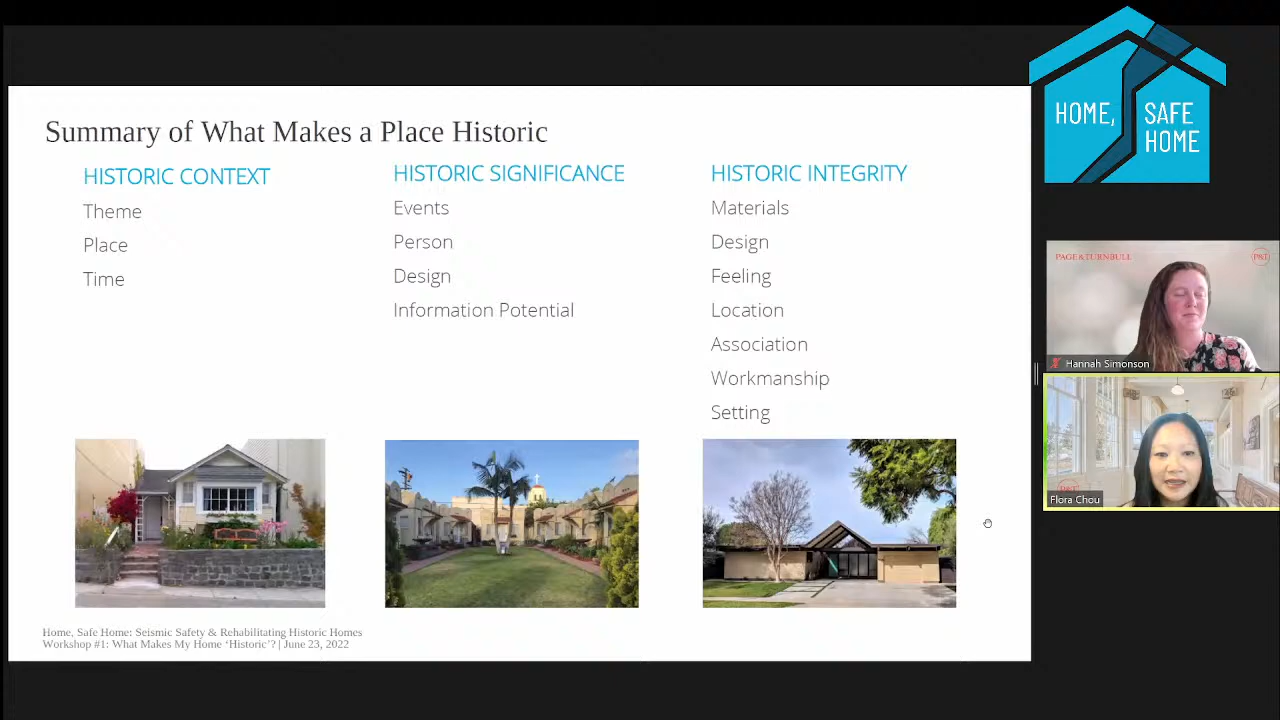 Summary of What Makes a Place Historic
HISTORIC CONTEXT
Theme
Place
Time
HISTORIC SIGNIFICANCE
Events
Person
Design
Information Potential
HISTORIC INTEGRITY
Materials
Design
Feeling
Location
Association
Workmanship
Setting
Home, Safe Home: Seismic Safety & Rehabilitating Historic Homes
Workshop #1: What Makes My Home ‘Historic’? | June 23, 2022
HOME, SAFE
HOME
PAGE & TURNBULL
P&T
Hannah Simonson
P&T
Flora Chou